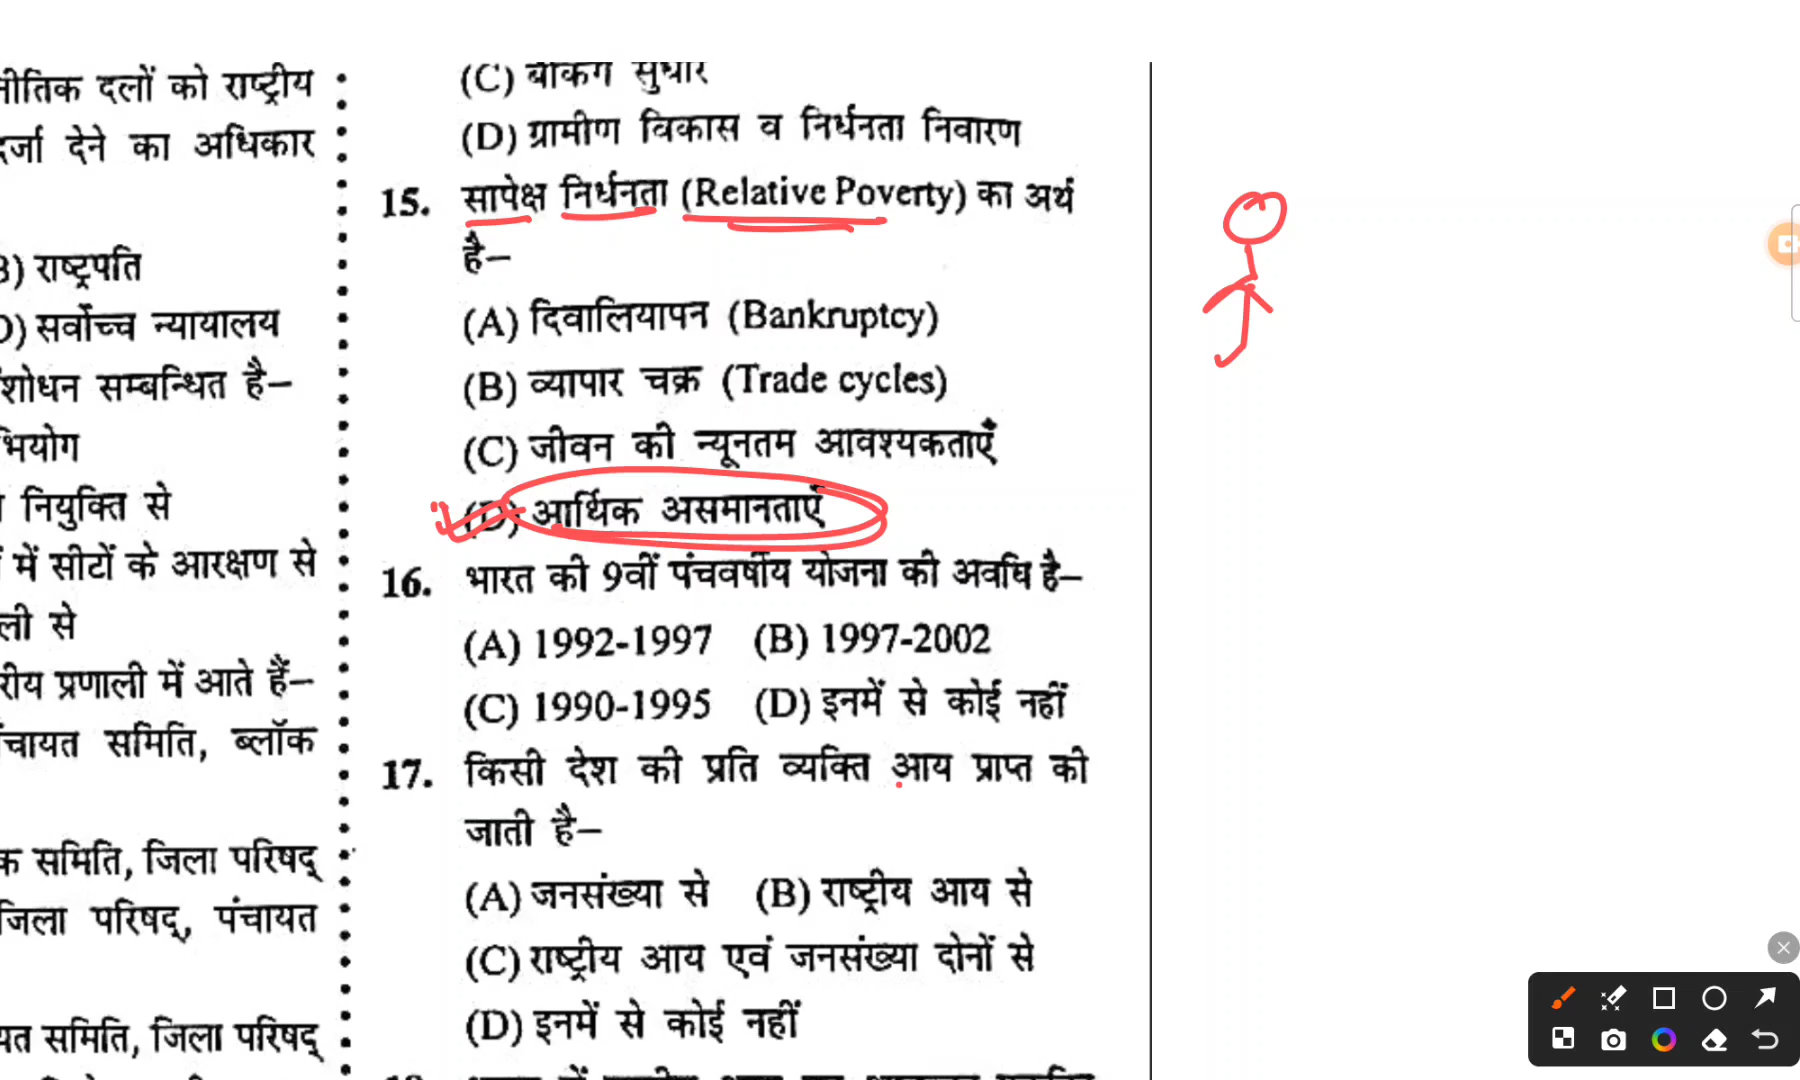 नीतिक दलों को राष्ट्रीय
दर्जा देने का अधिकार
B) राष्ट्रपति
D) सर्वोच्च न्यायालय
शोधन सम्बन्धित है–
भियोग
नियुक्ति से
में सीटों के आरक्षण से
ली से
रीय प्रणाली में आते हैं–
चायत समिति, ब्लॉक
क समिति, जिला परिषद्
जिला परिषद्, पंचायत
यत समिति, जिला परिषद्
(C) बैंकिंग सुधार
(D) ग्रामीण विकास व निर्धनता निवारण
15. सापेक्ष निर्धनता (Relative Poverty) का अर्थ
है–
(A) दिवालियापन (Bankruptcy)
(B) व्यापार चक्र (Trade cycles)
(C) जीवन की न्यूनतम आवश्यकताएँ
(D) आर्थिक असमानताएँ
16. भारत की 9वीं पंचवर्षीय योजना की अवधि है–
(A) 1992-1997 (B) 1997-2002
(C) 1990-1995 (D) इनमें से कोई नहीं
17. किसी देश की प्रति व्यक्ति आय प्राप्त की
जाती है–
(A) जनसंख्या से (B) राष्ट्रीय आय से
(C) राष्ट्रीय आय एवं जनसंख्या दोनों से
(D) इनमें से कोई नहीं